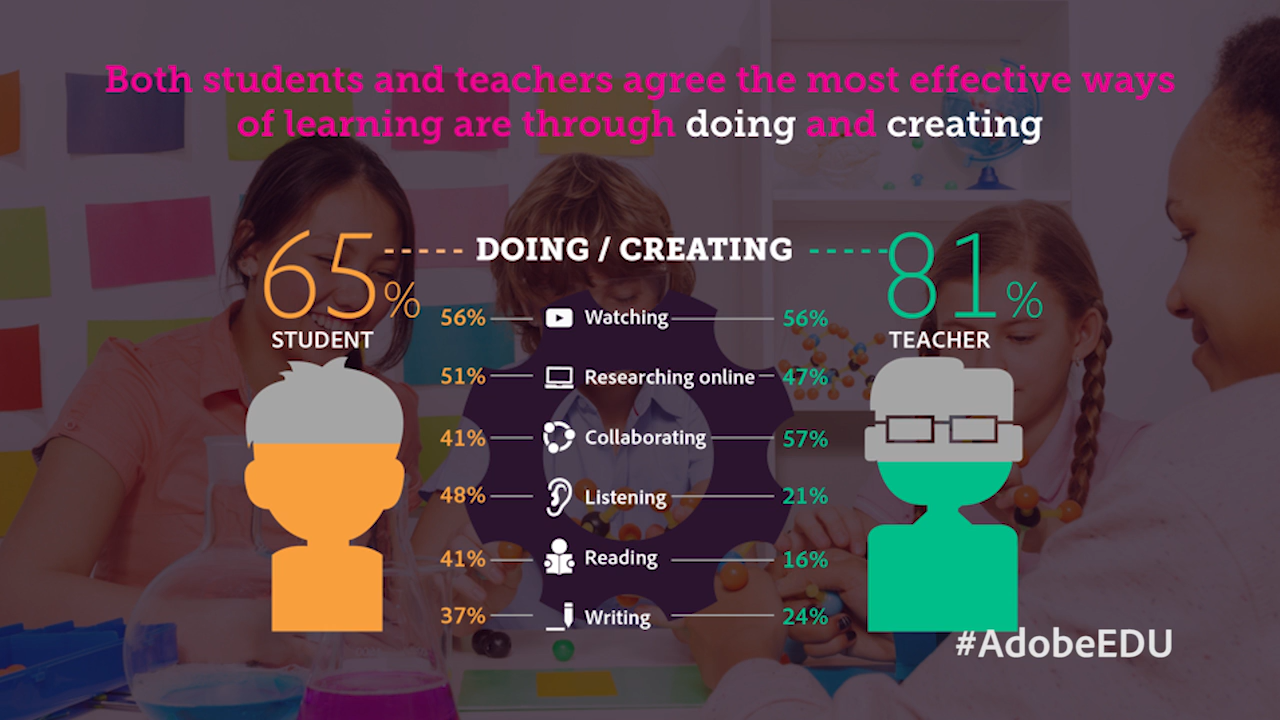 Both students and teachers agree the most effective ways
of learning are through doing and creating
65% DOING / CREATING 81%
STUDENT TEACHER
56% Watching 56%
51% Researching online 47%
41% Collaborating 57%
48% Listening 21%
41% Reading 16%
37% Writing 24%
#AdobeEDU